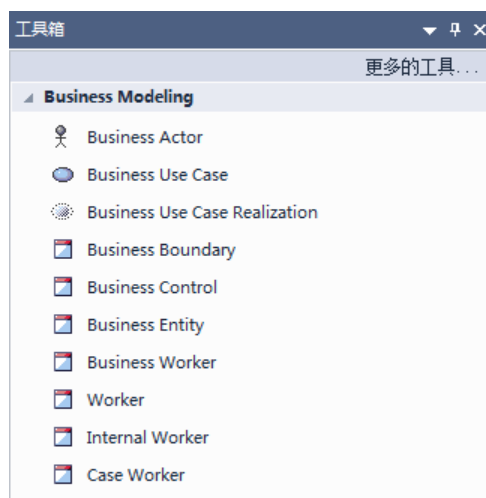 工具箱
更多的工具...
Business Modeling
Business Actor
Business Use Case
Business Use Case Realization
Business Boundary
Business Control
Business Entity
Business Worker
Worker
Internal Worker
Case Worker